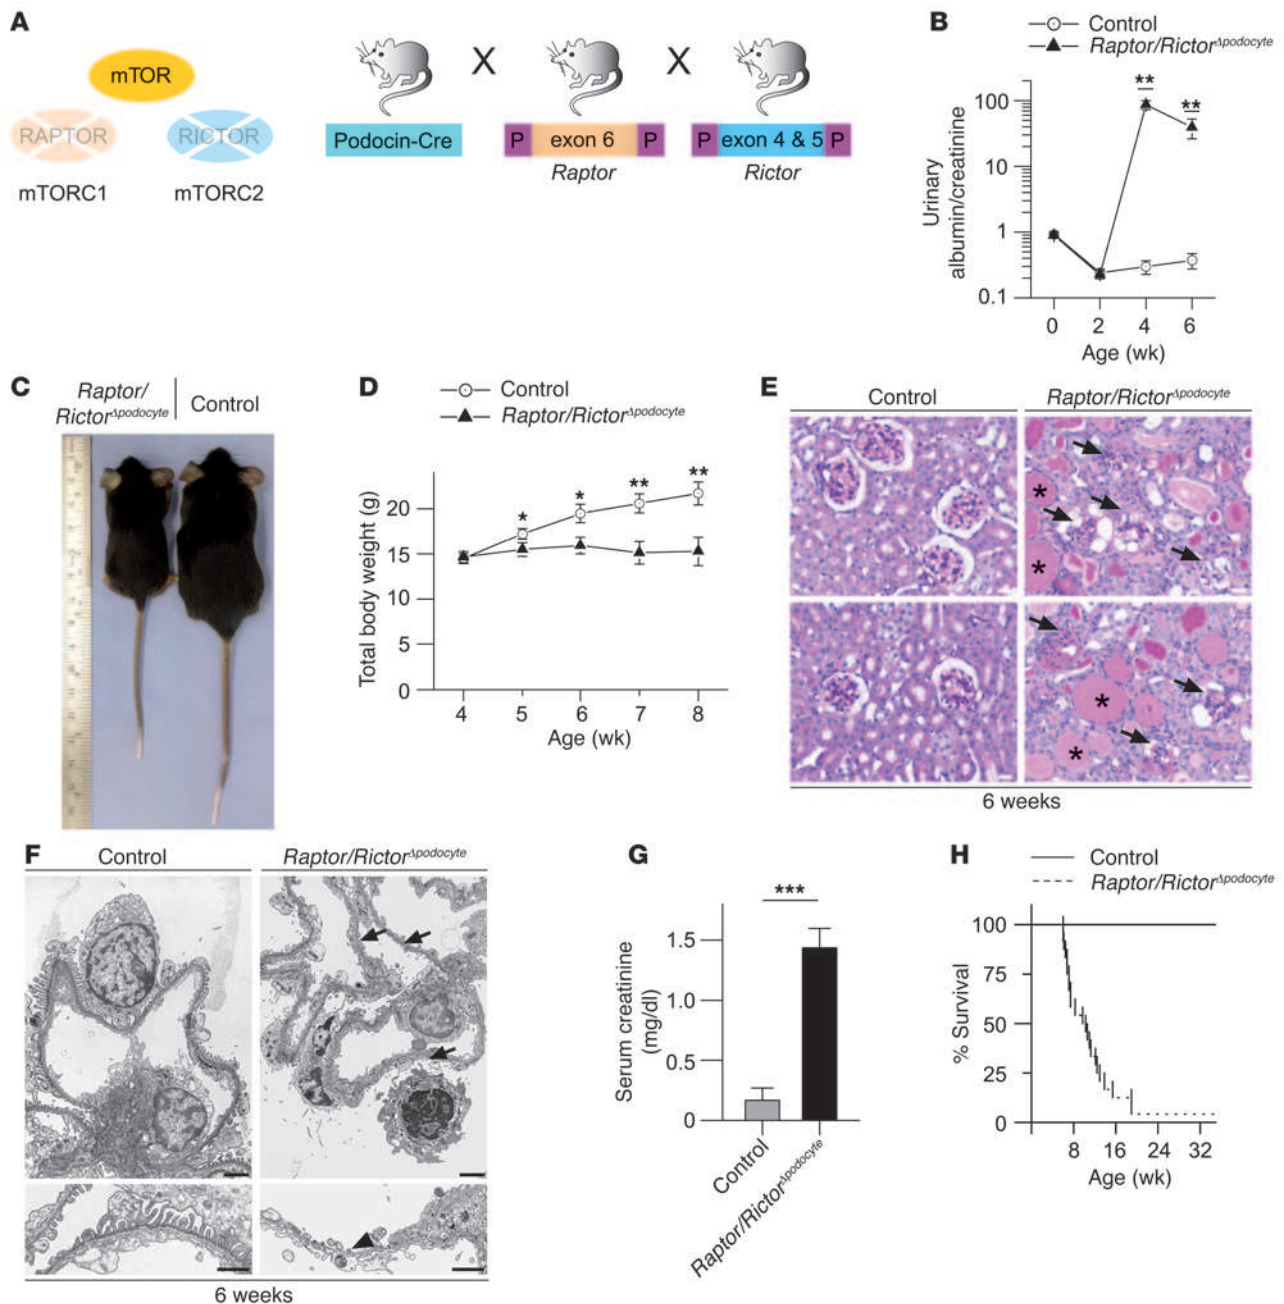 A
mTOR
RAPTOR
RICTOR
mTORC1
mTORC2
X
X
Podocin-Cre
P
exon 6
P
P
exon 4 & 5
P
Raptor
Rictor
B
Control
Raptor/RictorΔpodocyte
**
**
100
10
1
0.1
Urinary
albumin/creatinine
0
2
4
6
Age (wk)
C
Raptor/
RictorΔpodocyte
Control
D
Control
Raptor/RictorΔpodocyte
*
*
**
**
20
15
10
5
0
Total body weight (g)
4
5
6
7
8
Age (wk)
E
Control
Raptor/RictorΔpodocyte
*
*
*
*
6 weeks
F
Control
Raptor/RictorΔpodocyte
6 weeks
G
***
1.5
1.0
0.5
0
Serum creatinine
(mg/dl)
Control
Raptor/RictorΔpodocyte
H
Control
Raptor/RictorΔpodocyte
100
75
50
25
0
% Survival
8
16
24
32
Age (wk)